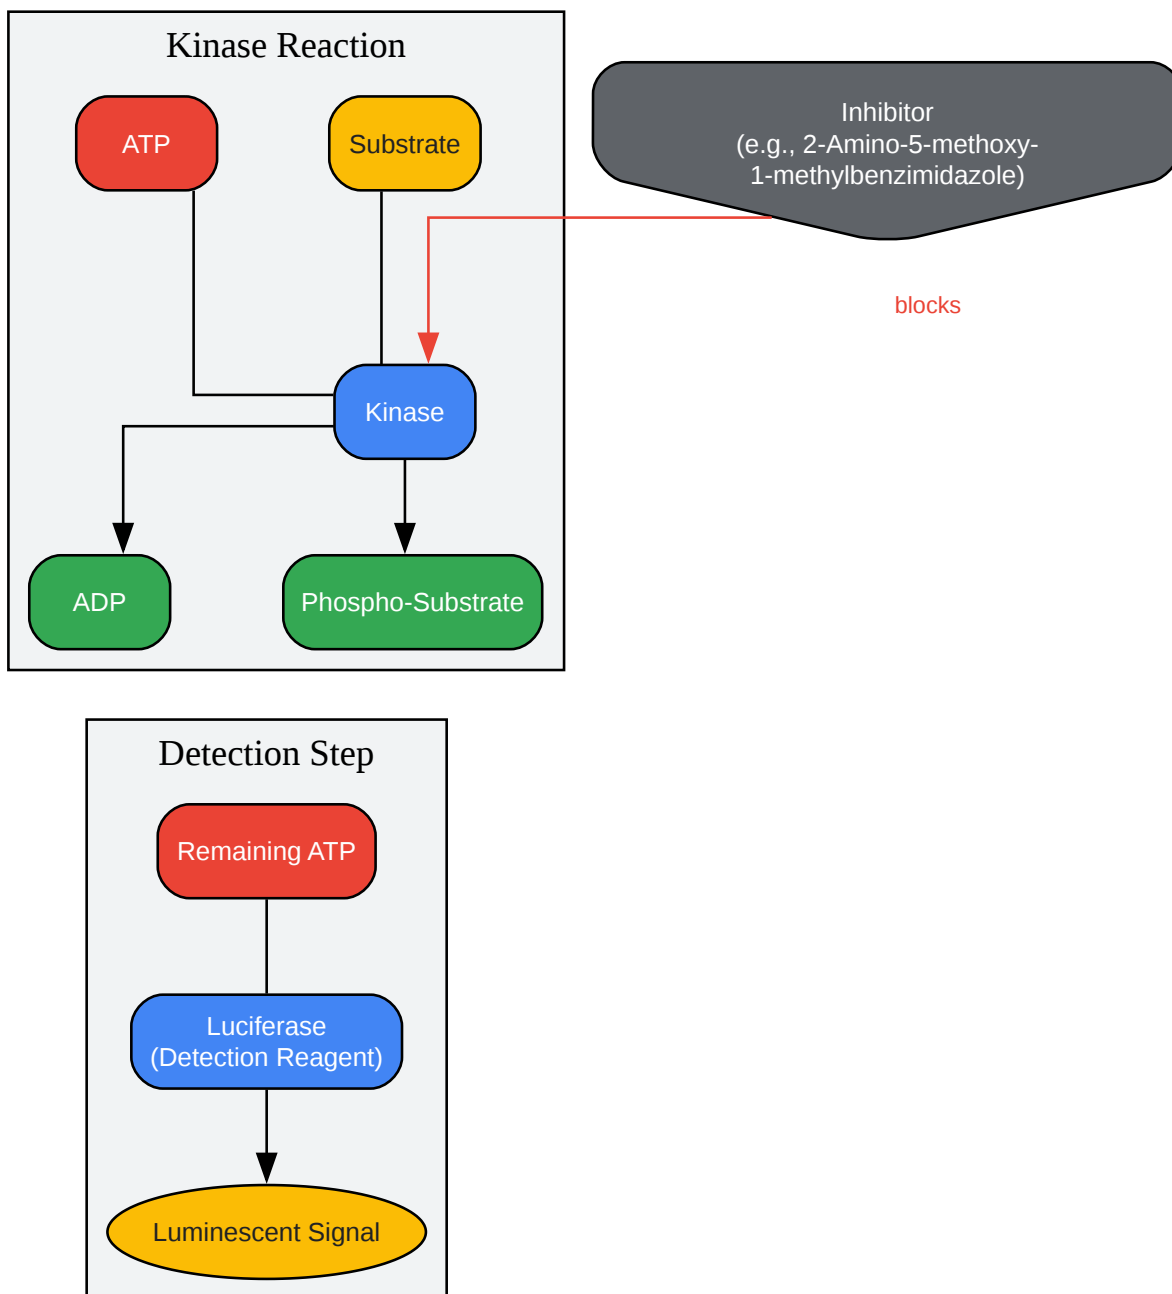 Kinase Reaction
ATP
Substrate
Inhibitor
(e.g., 2-Amino-5-methoxy-
1-methylbenzimidazole)
blocks
Kinase
ADP
Phospho-Substrate
Detection Step
Remaining ATP
Luciferase
(Detection Reagent)
Luminescent Signal